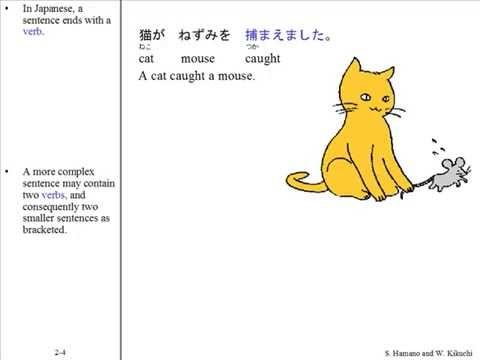 • In Japanese, a
sentence ends with a
verb.
猫が ねずみを 捕まえました。
ねこ つか
cat mouse caught
A cat caught a mouse.
• A more complex
sentence may contain
two verbs, and
consequently two
smaller sentences as
bracketed.
2-4
S. Hamano and W. Kikuchi